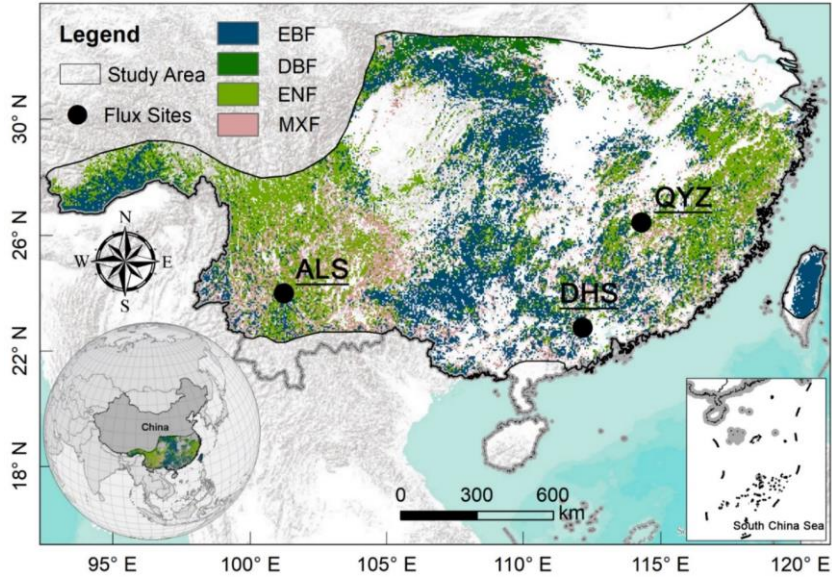 Legend
Study Area
Flux Sites
EBF
DBF
ENF
MXF
30° N
26° N
22° N
18° N
N
W
E
S
ALS
QYZ
DHS
China
0 300 600
km
South China Sea
95° E 100° E 105° E 110° E 115° E 120° E